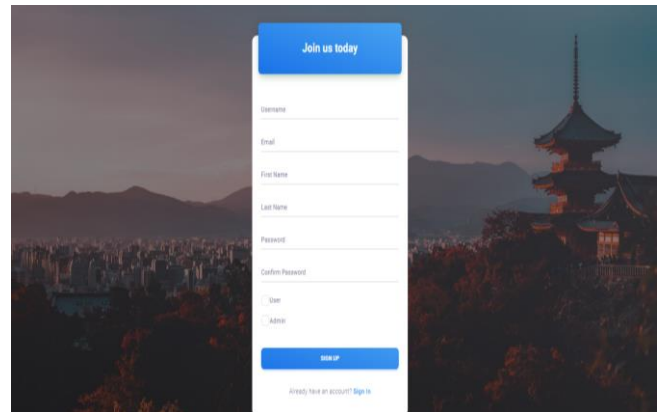 Join us today
Username
Email
First Name
Last Name
Password
Confirm Password
User
Admin
SIGN UP
Already have an account? Sign in